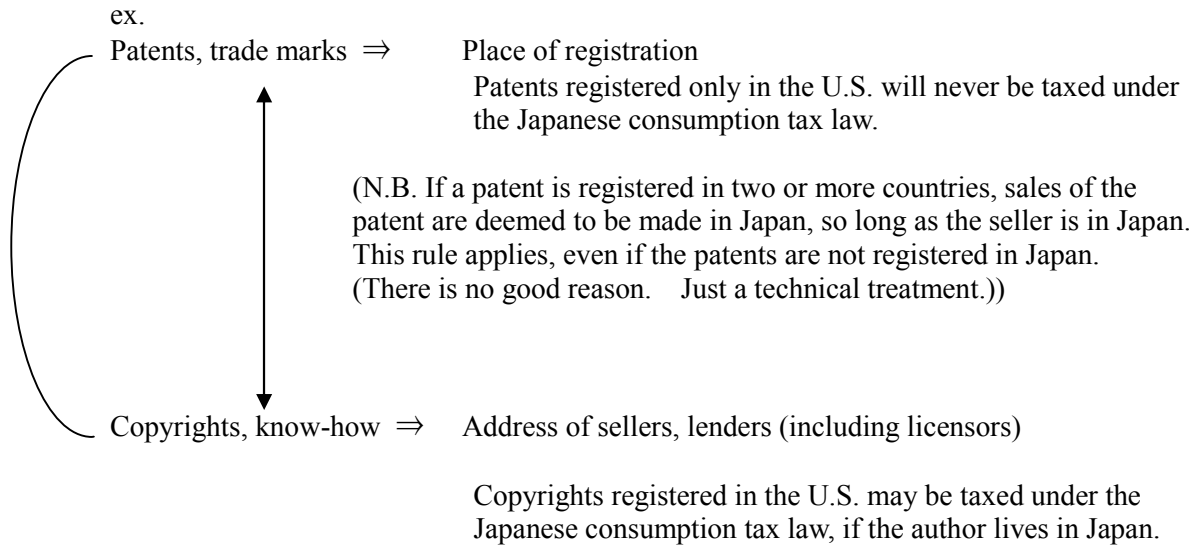 ex.
Patents, trade marks ⇒ Place of registration
Patents registered only in the U.S. will never be taxed under
the Japanese consumption tax law.
(N.B. If a patent is registered in two or more countries, sales of the
patent are deemed to be made in Japan, so long as the seller is in Japan.
This rule applies, even if the patents are not registered in Japan.
(There is no good reason. Just a technical treatment.))
Copyrights, know-how ⇒ Address of sellers, lenders (including licensors)
Copyrights registered in the U.S. may be taxed under the
Japanese consumption tax law, if the author lives in Japan.